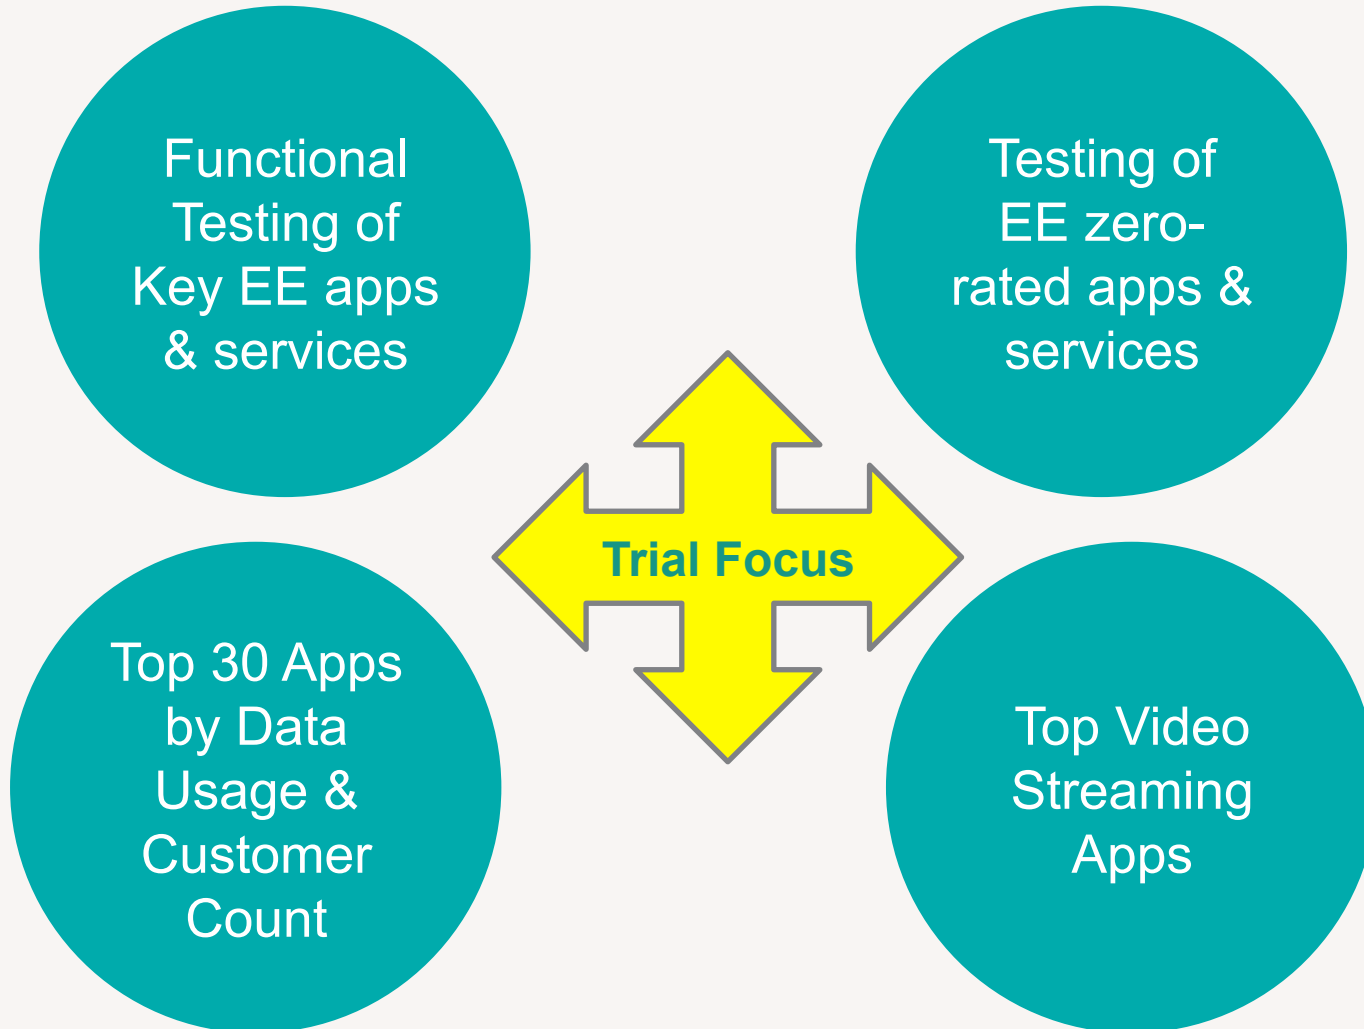 Functional
Testing of
Key EE apps
& services
Testing of
EE zero-
rated apps &
services
Trial Focus
Top 30 Apps
by Data
Usage &
Customer
Count
Top Video
Streaming
Apps